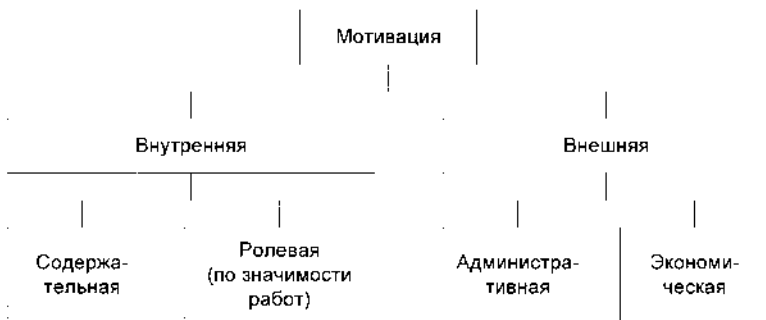 Мотивация
Внутренняя
Внешняя
Содержа-
тельная
Ролевая
(по значимости
работ)
Администра-
тивная
Экономи-
ческая